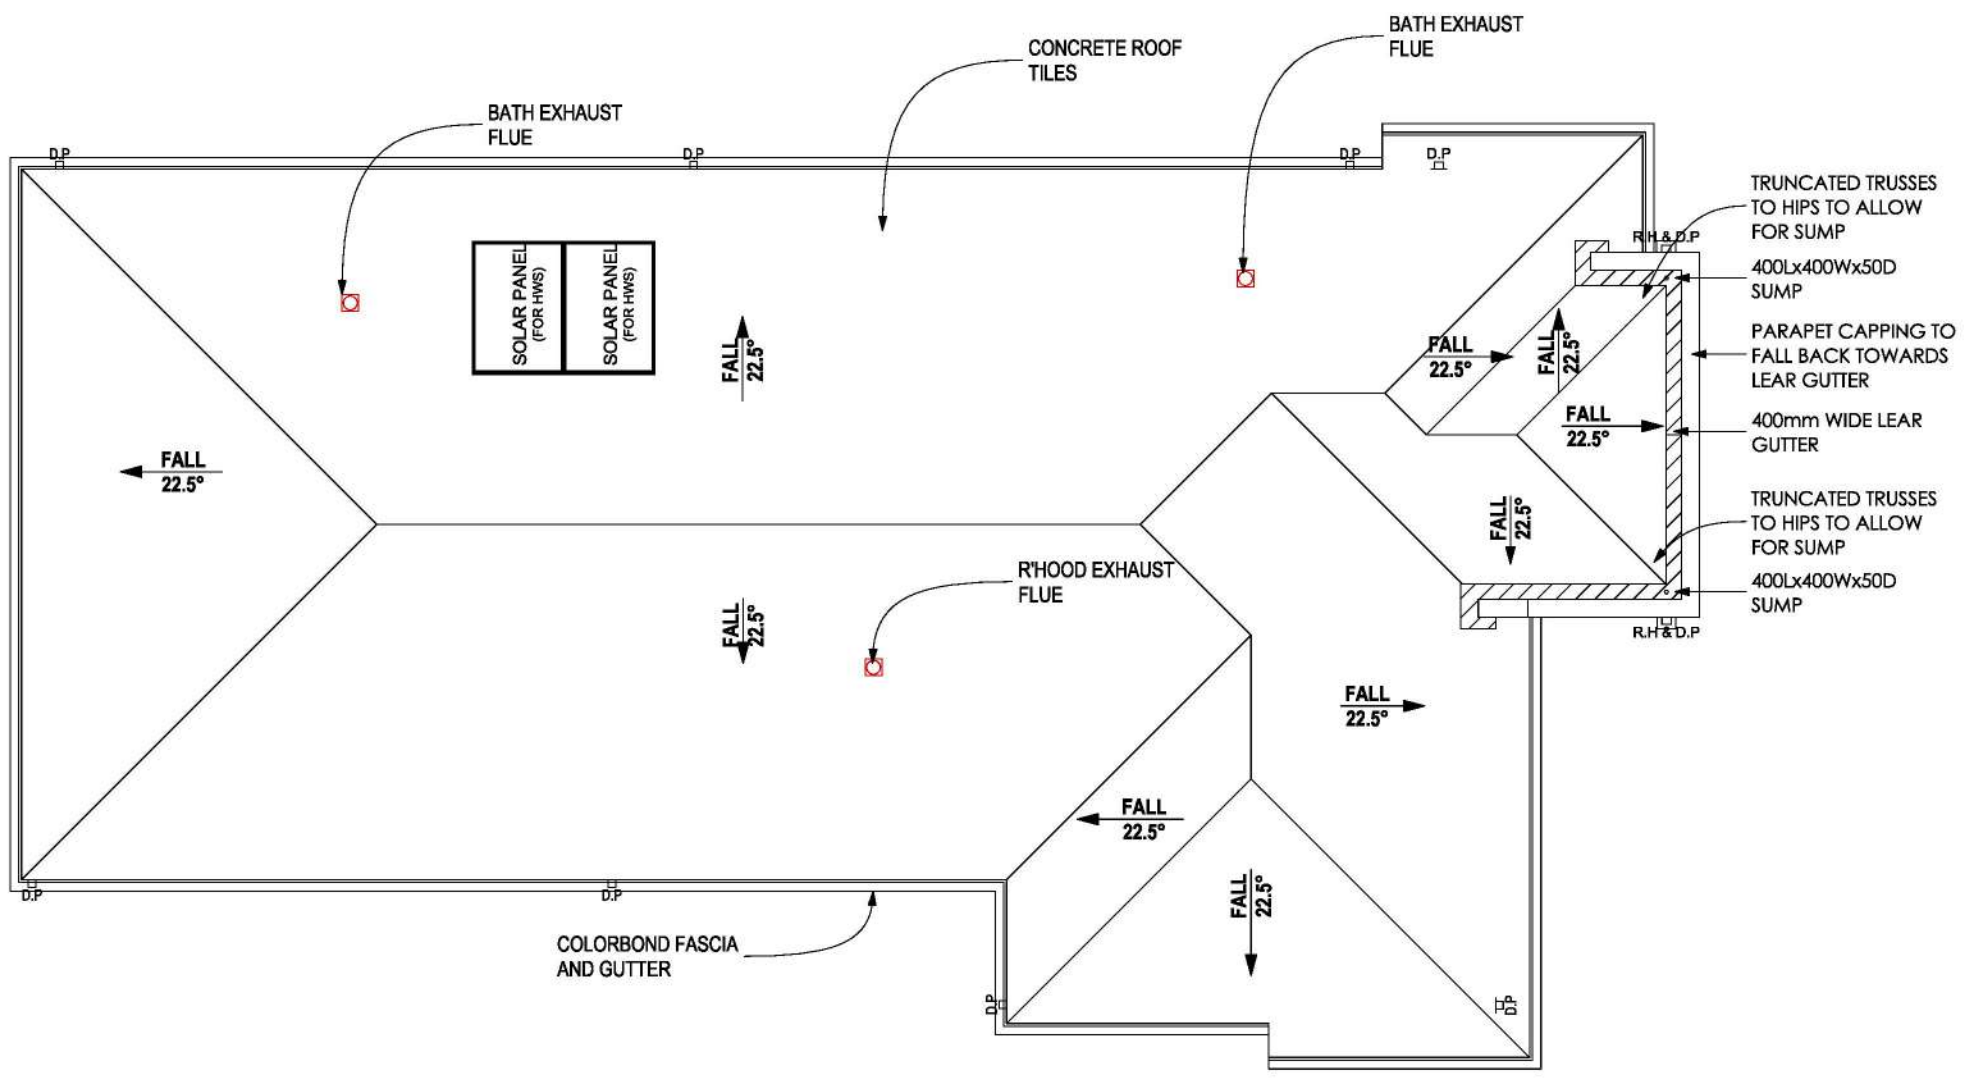 BATH EXHAUST
FLUE
CONCRETE ROOF
TILES
BATH EXHAUST
FLUE
D.P
D.P
D.P
D.P
TRUNCATED TRUSSES
TO HIPS TO ALLOW
FOR SUMP
R.H & D.P
400Lx400Wx50D
SUMP
SOLAR PANEL
(FOR HWS)
SOLAR PANEL
(FOR HWS)
PARAPET CAPPING TO
FALL BACK TOWARDS
LEAR GUTTER
FALL
22.5°
FALL
22.5°
FALL
22.5°
FALL
22.5°
400mm WIDE LEAR
GUTTER
FALL
22.5°
FALL
22.5°
TRUNCATED TRUSSES
TO HIPS TO ALLOW
FOR SUMP
R'HOOD EXHAUST
FLUE
400Lx400Wx50D
SUMP
FALL
22.5°
R.H & D.P
FALL
22.5°
FALL
22.5°
D.P
D.P
FALL
22.5°
COLORBOND FASCIA
AND GUTTER
D.P
D.P